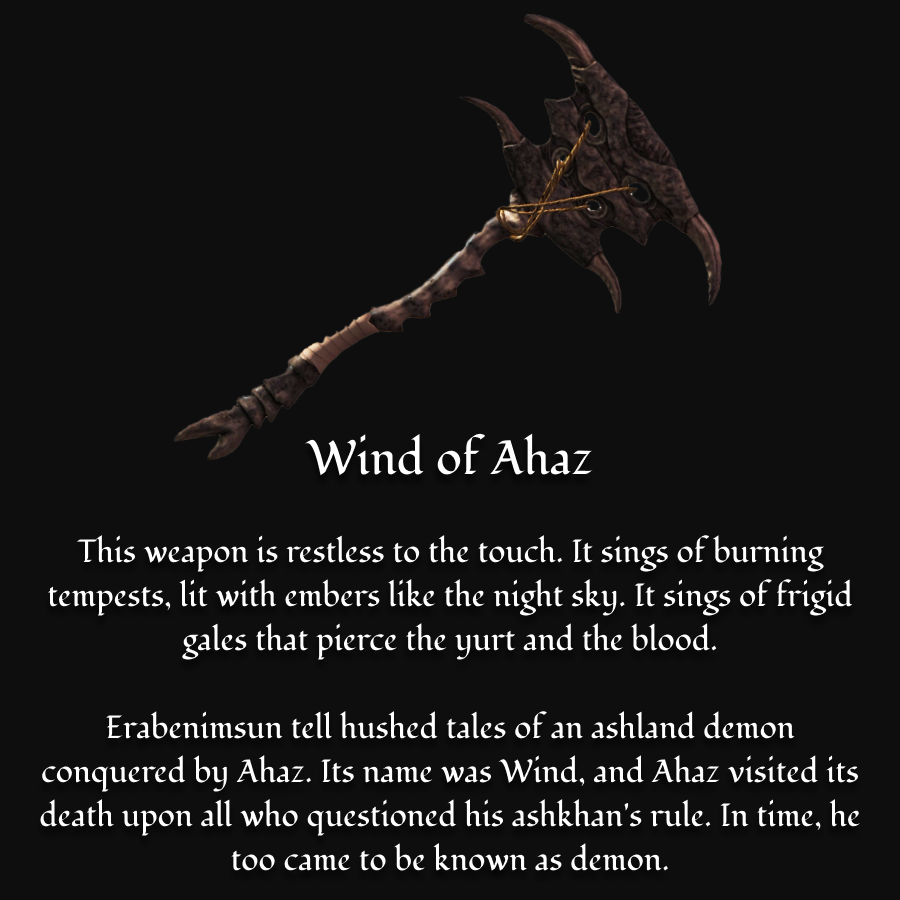 Wind of Ahaz
This weapon is restless to the touch. It sings of burning
tempests, lit with embers like the night sky. It sings of frigid
gales that pierce the yurt and the blood.
Erabenimsun tell hushed tales of an ashland demon
conquered by Ahaz. Its name was Wind, and Ahaz visited its
death upon all who questioned his ashkhan's rule. In time, he
too came to be known as demon.